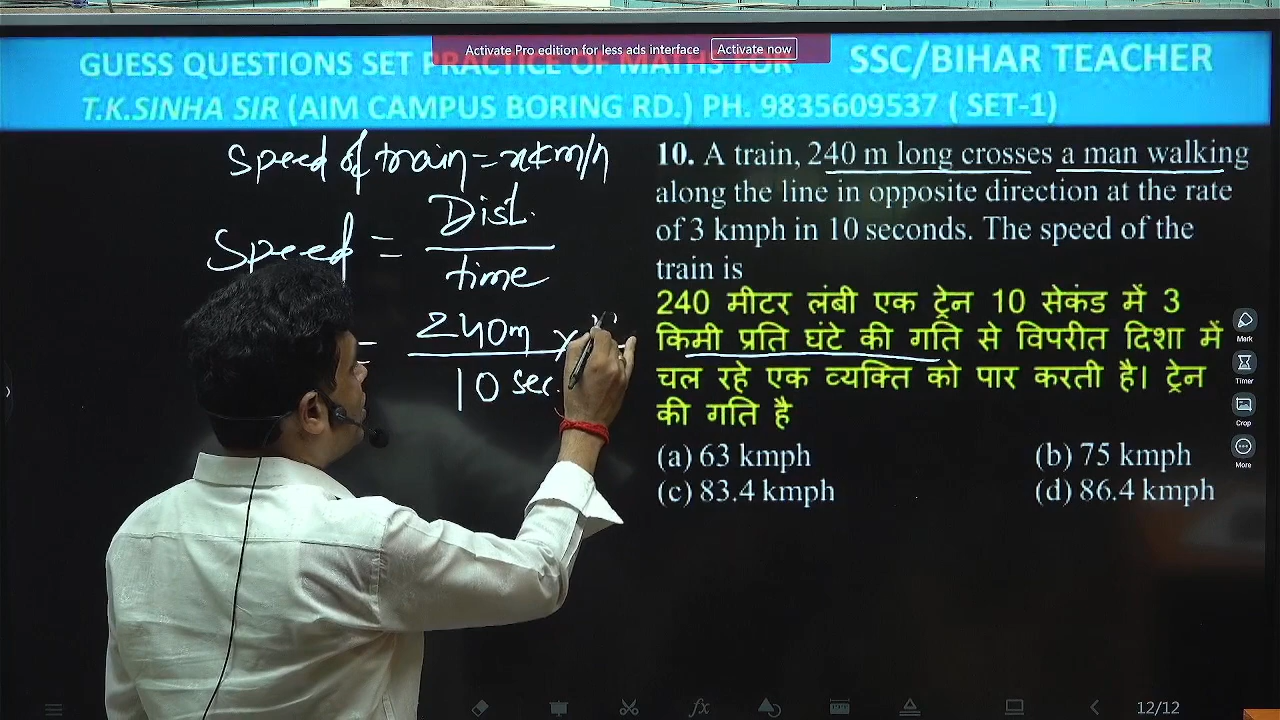 Activate Pro edition for less ads interface Activate now
GUESS QUESTIONS SET PRACTICE OF MATHS FOR SSC/BIHAR TEACHER
T.K.SINHA SIR (AIM CAMPUS BORING RD.) PH. 9835609537 ( SET-1)
Speed of train = x km/h
Speed = Dist. / time
= 240m / 10 sec. ×
10. A train, 240 m long crosses a man walking
along the line in opposite direction at the rate
of 3 kmph in 10 seconds. The speed of the
train is
240 मीटर लंबी एक ट्रेन 10 सेकंड में 3
किमी प्रति घंटे की गति से विपरीत दिशा में
चल रहे एक व्यक्ति को पार करती है। ट्रेन
की गति है
(a) 63 kmph (b) 75 kmph
(c) 83.4 kmph (d) 86.4 kmph
Mark
Timer
Crop
More
12/12